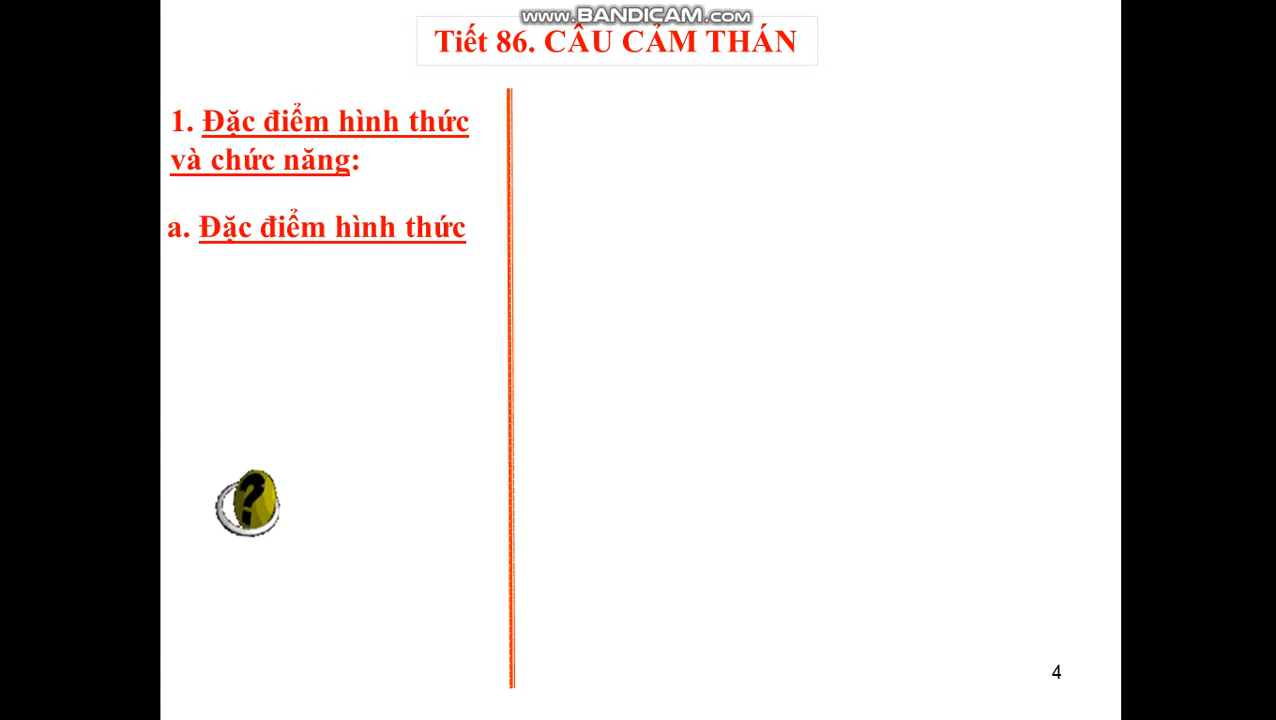 www.BANDICAM.com
Tiết 86. CÂU CẢM THÁN
1. Đặc điểm hình thức
và chức năng:
a. Đặc điểm hình thức
?
4